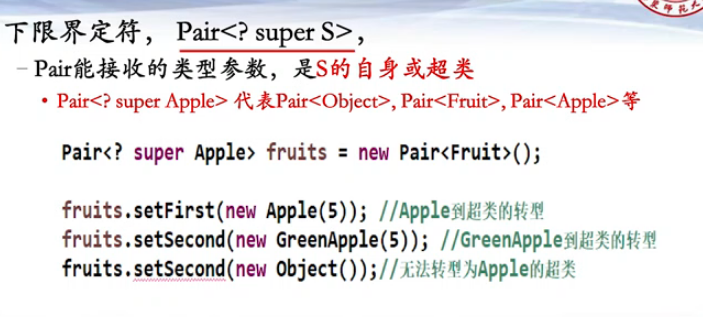 下限界定符， Pair<? super S>，
– Pair能接收的类型参数，是S的自身或超类
• Pair<? super Apple> 代表Pair<Object>, Pair<Fruit>, Pair<Apple>等
Pair<? super Apple> fruits = new Pair<Fruit>();
fruits.setFirst(new Apple(5)); //Apple到超类的转型
fruits.setSecond(new GreenApple(5)); //GreenApple到超类的转型
fruits.setSecond(new Object());//无法转型为Apple的超类